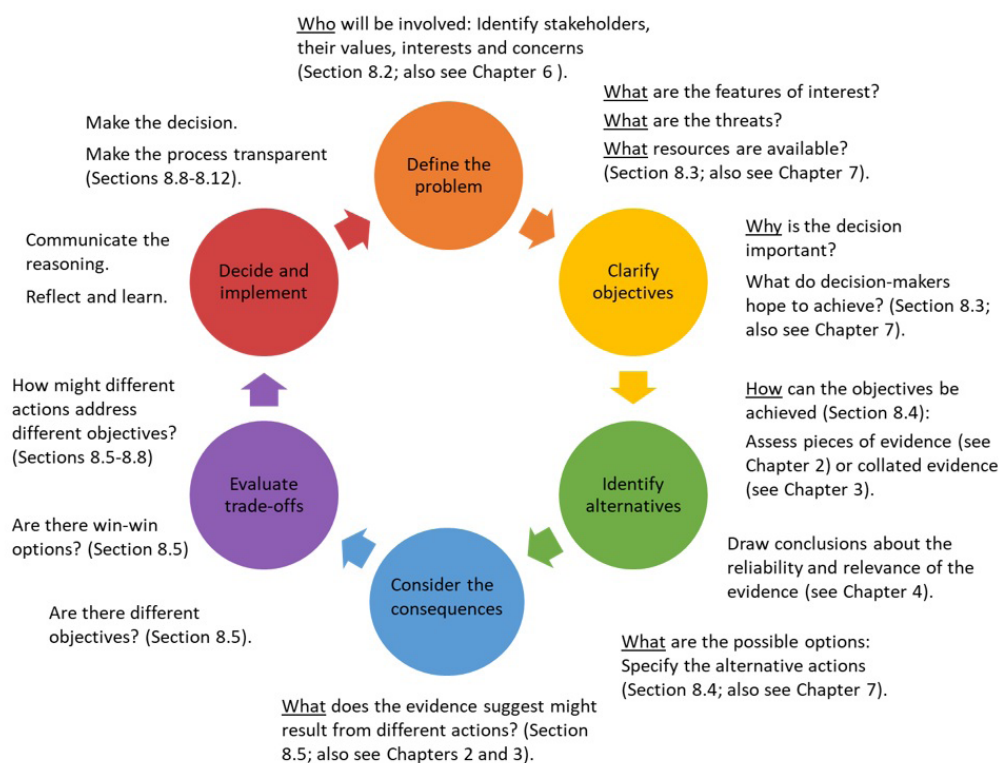 Who will be involved: Identify stakeholders,
their values, interests and concerns
(Section 8.2; also see Chapter 6 ).
What are the features of interest?
What are the threats?
What resources are available?
(Section 8.3; also see Chapter 7).
Make the decision.
Make the process transparent
(Sections 8.8-8.12).
Define the
problem
Communicate the
reasoning.
Reflect and learn.
Decide and
implement
Clarify
objectives
Why is the decision
important?
What do decision-makers
hope to achieve? (Section 8.3;
also see Chapter 7).
How might different
actions address
different objectives?
(Sections 8.5-8.8)
How can the objectives be
achieved (Section 8.4):
Assess pieces of evidence (see
Chapter 2) or collated evidence
(see Chapter 3).
Evaluate
trade-offs
Identify
alternatives
Are there win-win
options? (Section 8.5)
Draw conclusions about the
reliability and relevance of the
evidence (see Chapter 4).
Consider the
consequences
Are there different
objectives? (Section 8.5).
What are the possible options:
Specify the alternative actions
(Section 8.4; also see Chapter 7).
What does the evidence suggest might
result from different actions? (Section
8.5; also see Chapters 2 and 3).